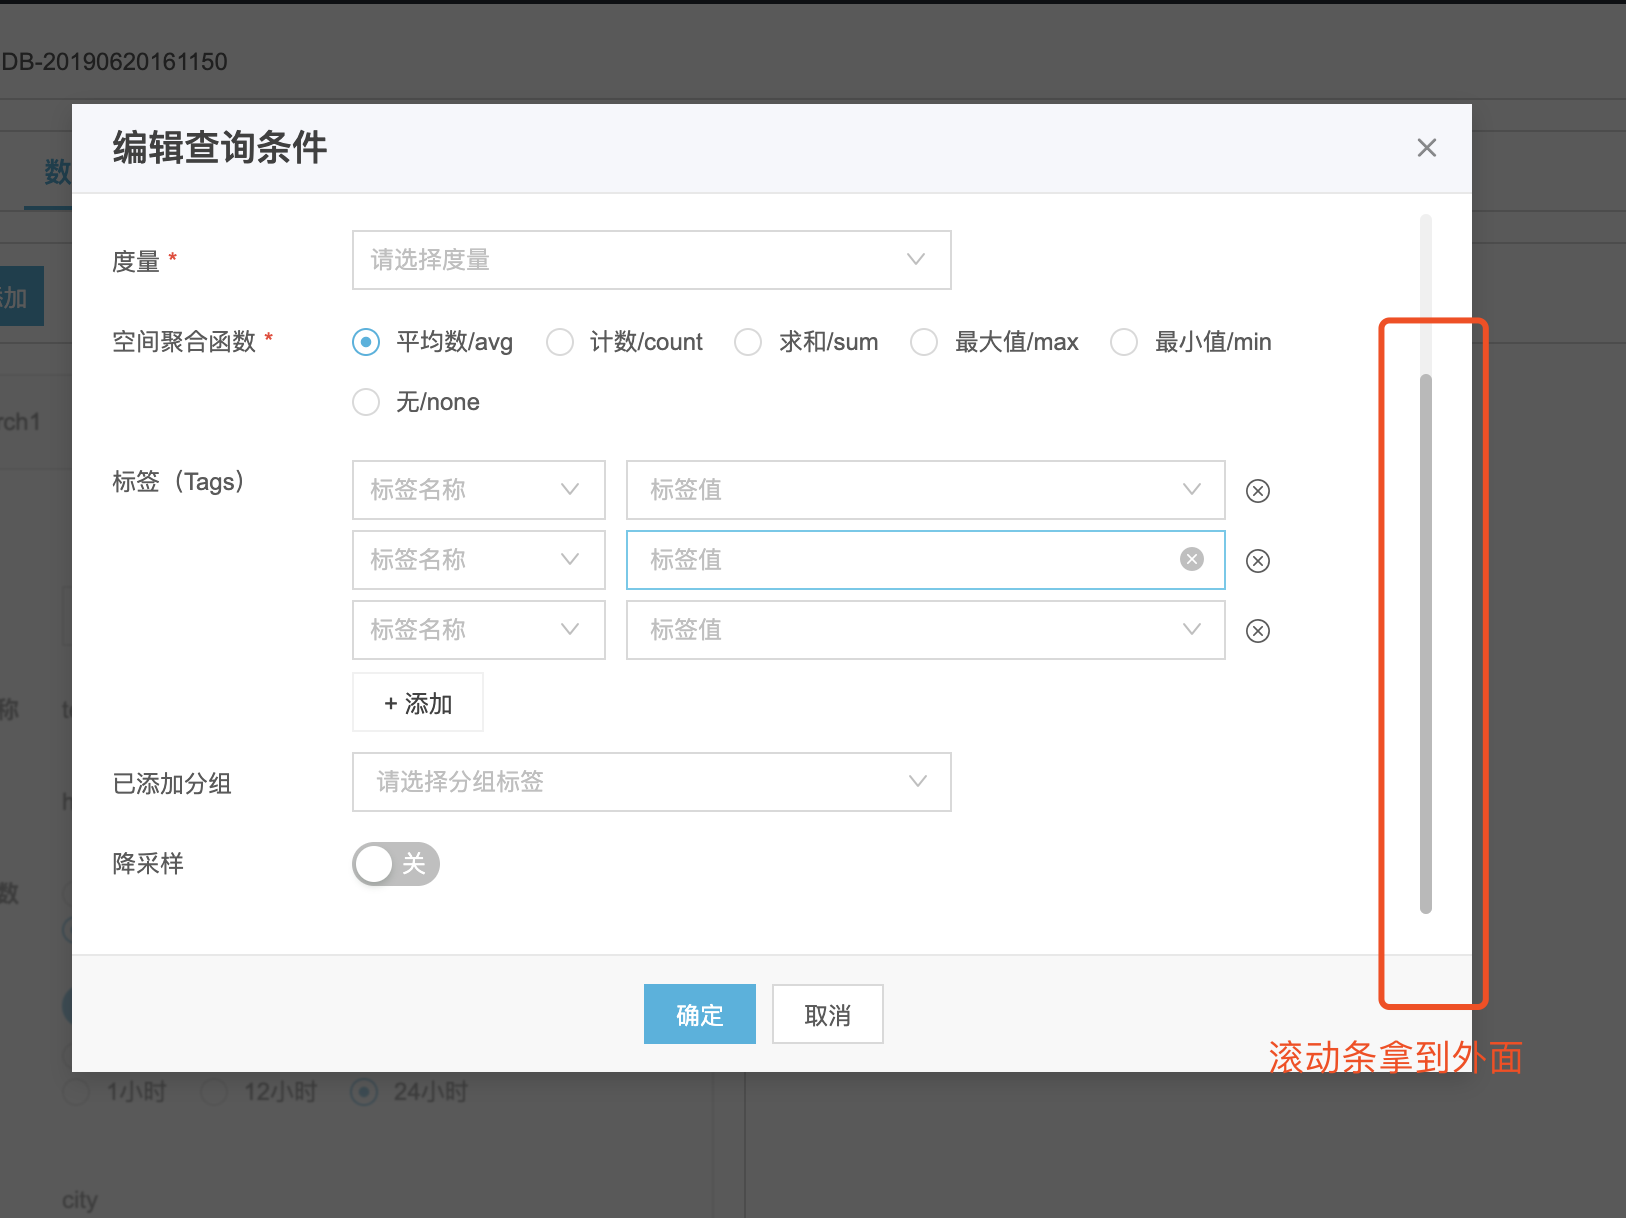 DB-20190620161150
编辑查询条件
数
度量 *
请选择度量
添加
空间聚合函数 *
平均数/avg
计数/count
求和/sum
最大值/max
最小值/min
无/none
rch1
标签（Tags）
标签名称
标签值
标签名称
标签值
标签名称
标签值
称
+ 添加
已添加分组
请选择分组标签
降采样
关
数
确定
取消
滚动条拿到外面
1小时
12小时
24小时
city